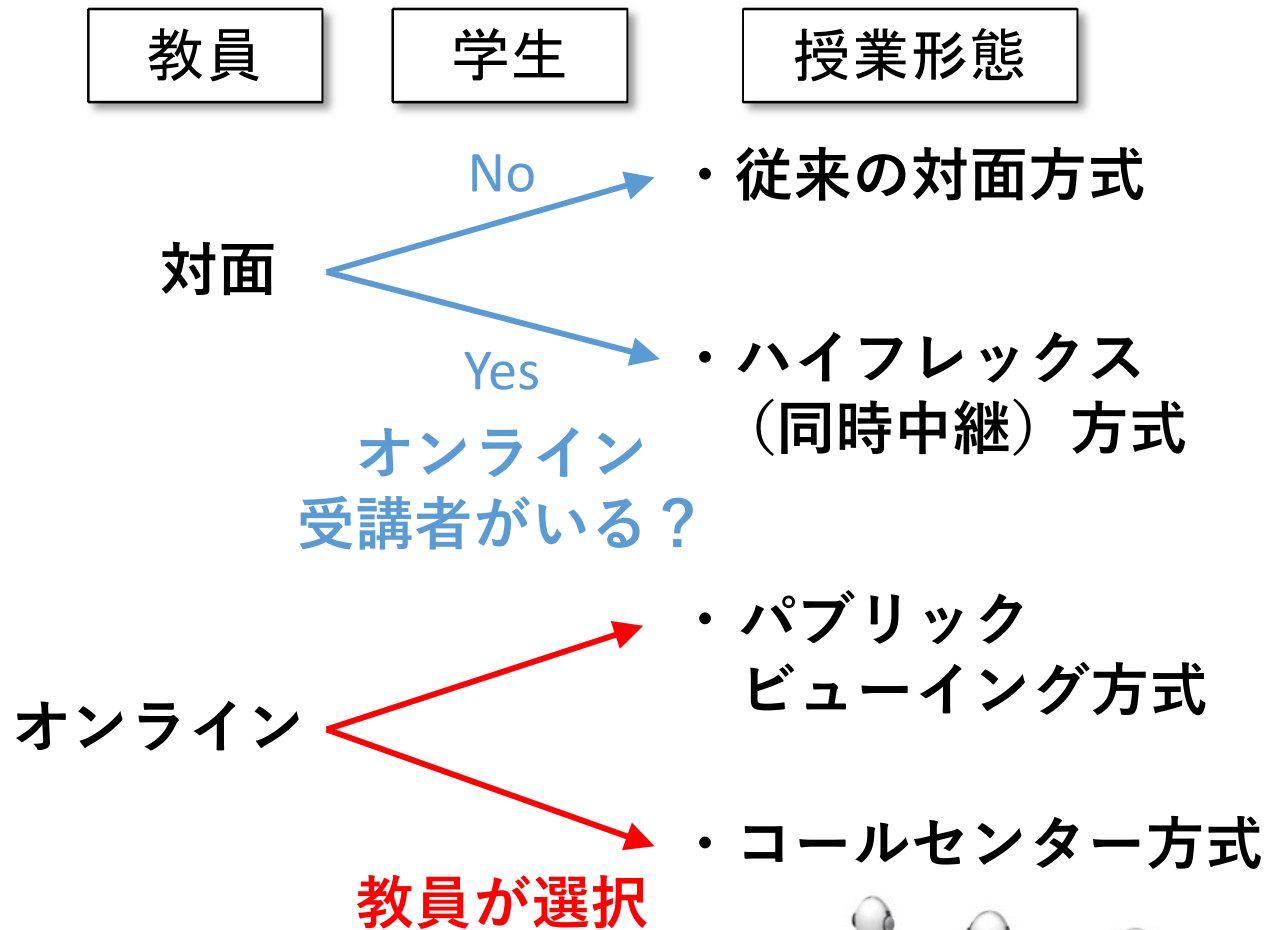 教員
学生
授業形態
No
・従来の対面方式
対面
Yes
・ハイフレックス
（同時中継）方式
オンライン
受講者がいる？
・パブリック
ビューイング方式
オンライン
・コールセンター方式
教員が選択